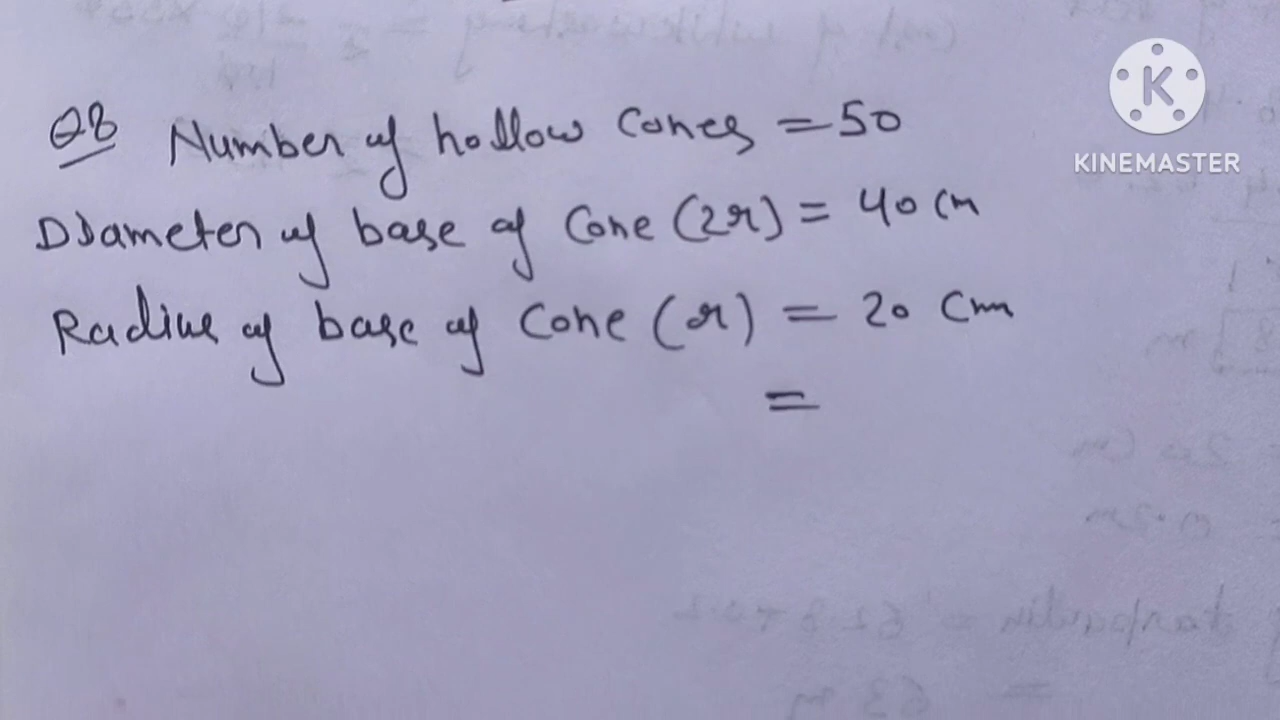 Q8 Number of hollow Cones = 50
Diameter of base of Cone (2r) = 40 cm
Radius of base of Cone (r) = 20 Cm
=
KINEMASTER